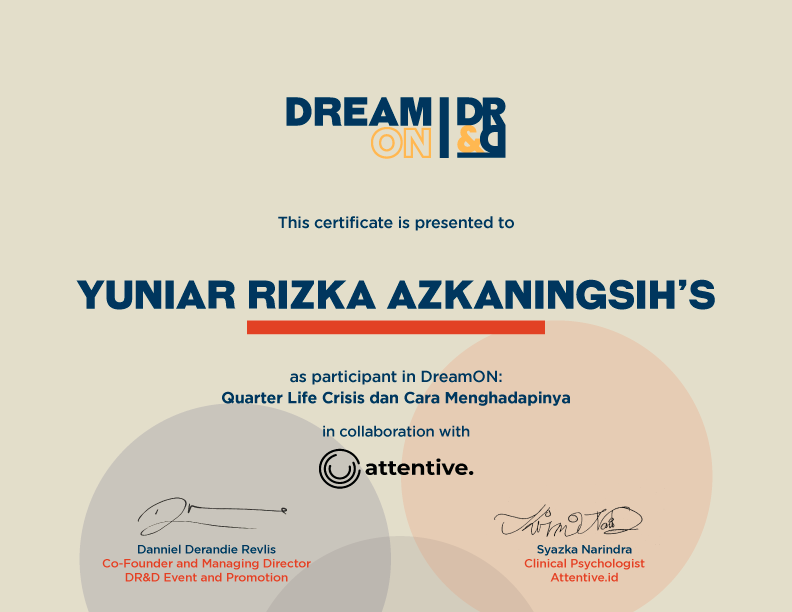 DREAM DR
ON &D
This certificate is presented to
YUNIAR RIZKA AZKANINGSIH'S
as participant in DreamON:
Quarter Life Crisis dan Cara Menghadapinya
in collaboration with
attentive.
Danniel Derandie Revlis
Co-Founder and Managing Director
DR&D Event and Promotion
Syazka Narindra
Clinical Psychologist
Attentive.id